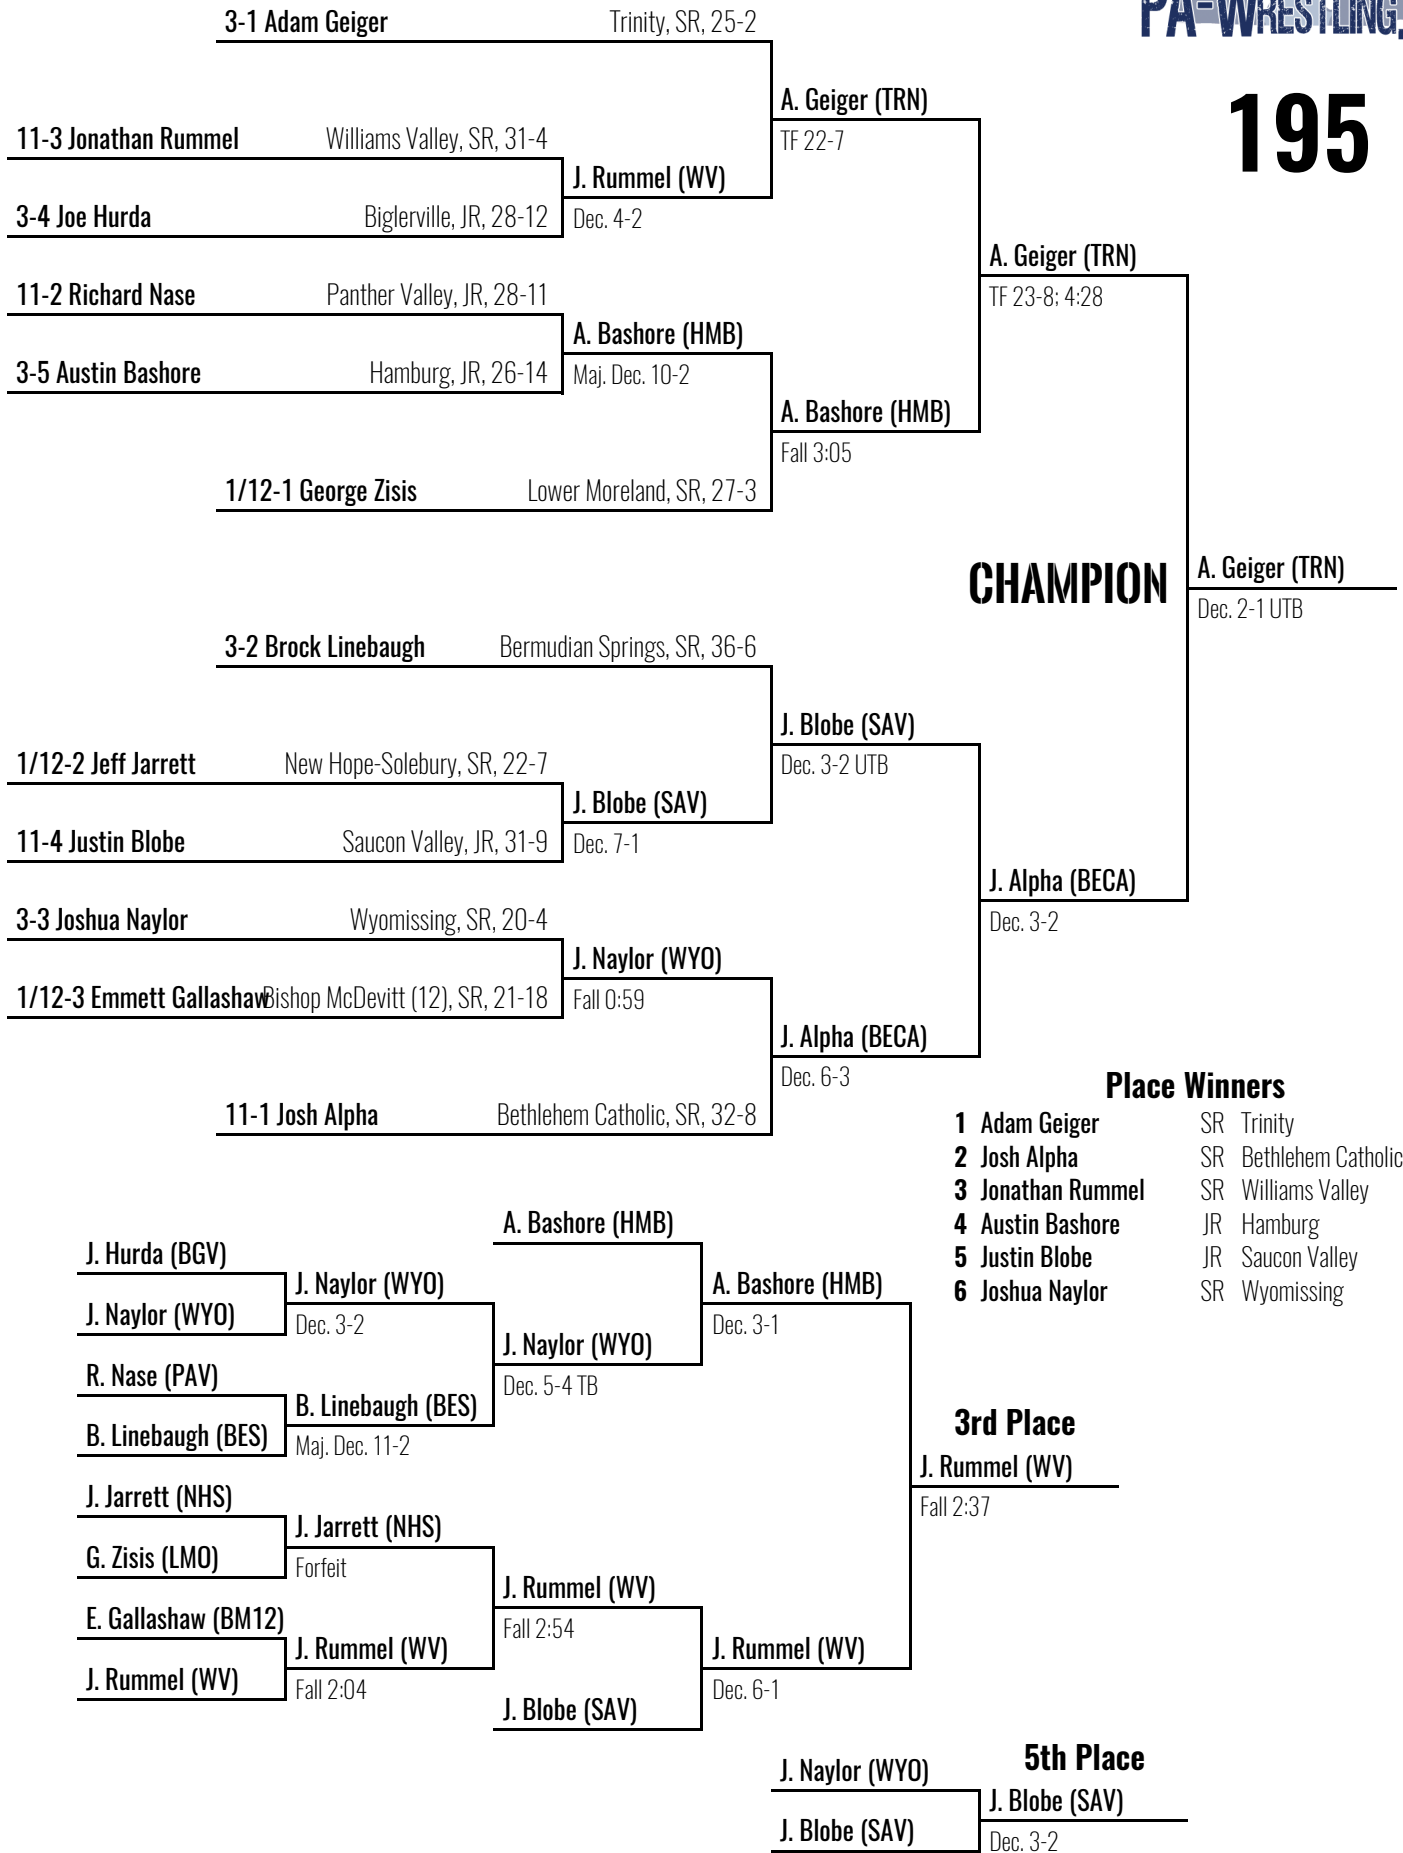 PA-WRESTLING.
195
3-1 Adam Geiger Trinity, SR, 25-2
A. Geiger (TRN)
TF 22-7
11-3 Jonathan Rummel Williams Valley, SR, 31-4
J. Rummel (WV)
Dec. 4-2
3-4 Joe Hurda Biglerville, JR, 28-12
A. Geiger (TRN)
TF 23-8; 4:28
11-2 Richard Nase Panther Valley, JR, 28-11
A. Bashore (HMB)
Maj. Dec. 10-2
3-5 Austin Bashore Hamburg, JR, 26-14
A. Bashore (HMB)
Fall 3:05
1/12-1 George Zisis Lower Moreland, SR, 27-3
CHAMPION
A. Geiger (TRN)
Dec. 2-1 UTB
3-2 Brock Linebaugh Bermudian Springs, SR, 36-6
J. Blobe (SAV)
Dec. 3-2 UTB
1/12-2 Jeff Jarrett New Hope-Solebury, SR, 22-7
J. Blobe (SAV)
Dec. 7-1
11-4 Justin Blobe Saucon Valley, JR, 31-9
J. Alpha (BECA)
Dec. 3-2
3-3 Joshua Naylor Wyomissing, SR, 20-4
J. Naylor (WYO)
Fall 0:59
1/12-3 Emmett Gallashaw Bishop McDevitt (12), SR, 21-18
J. Alpha (BECA)
Dec. 6-3
11-1 Josh Alpha Bethlehem Catholic, SR, 32-8
Place Winners
1 Adam Geiger SR Trinity
2 Josh Alpha SR Bethlehem Catholic
3 Jonathan Rummel SR Williams Valley
4 Austin Bashore JR Hamburg
5 Justin Blobe JR Saucon Valley
6 Joshua Naylor SR Wyomissing
A. Bashore (HMB)
J. Hurda (BGV)
J. Naylor (WYO)
Dec. 3-2
J. Naylor (WYO)
A. Bashore (HMB)
Dec. 3-1
J. Naylor (WYO)
Dec. 5-4 TB
R. Nase (PAV)
B. Linebaugh (BES)
Maj. Dec. 11-2
B. Linebaugh (BES)
3rd Place
J. Rummel (WV)
Fall 2:37
J. Jarrett (NHS)
J. Jarrett (NHS)
Forfeit
G. Zisis (LMO)
J. Rummel (WV)
Fall 2:54
E. Gallashaw (BM12)
J. Rummel (WV)
Fall 2:04
J. Rummel (WV)
J. Rummel (WV)
Dec. 6-1
J. Blobe (SAV)
5th Place
J. Naylor (WYO)
J. Blobe (SAV)
Dec. 3-2
J. Blobe (SAV)